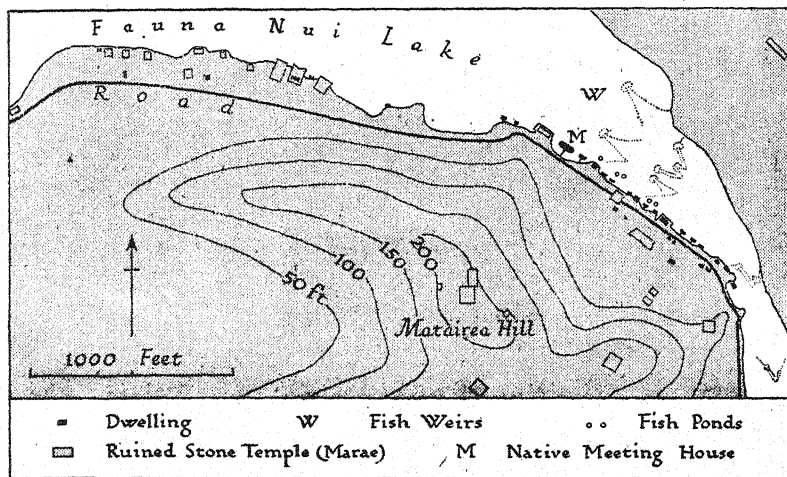 Fauna Nui Lake
Road
W
M
50 ft
100
150
200
Matairea Hill
1000 Feet
Dwelling W Fish Weirs Fish Ponds
Ruined Stone Temple (Marae) M Native Meeting House